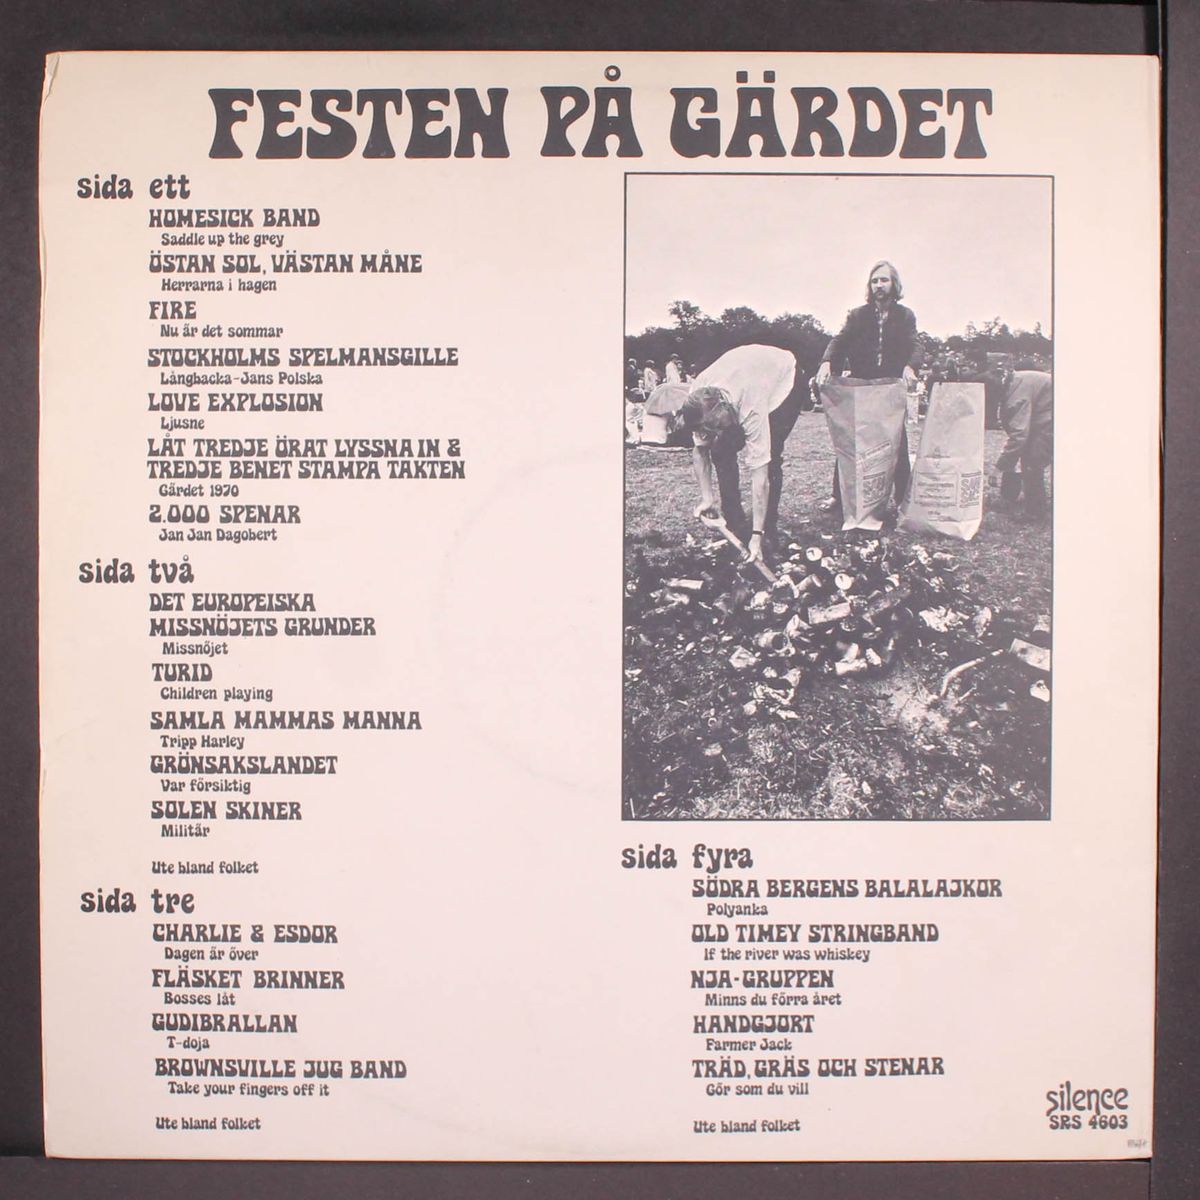 FESTEN PÅ GÄRDET
sida ett
HOMESICK BAND
Saddle up the grey
ÖSTAN SOL, VÄSTAN MÅNE
Herrarna i hagen
FIRE
Nu är det sommar
STOCKHOLMS SPELMANSGILLE
Långbacka-Jans Polska
LOVE EXPLOSION
Ljusne
LÅT TREDJE ÖRAT LYSSNA IN &
TREDJE BENET STAMPA TAKTEN
Gärdet 1970
2.000 SPENAR
Jan Jan Dagobert
sida två
DET EUROPEISKA
MISSNÖJETS GRUNDER
Missnöjet
TURID
Children playing
SAMLA MAMMAS MANNA
Tripp Harley
GRÖNSAKSLANDET
Var försiktig
SOLEN SKINER
Militär
Ute bland folket
sida tre
CHARLIE & ESDOR
Dagen är över
FLÄSKET BRINNER
Bosses låt
GUDIBRALLAN
T-doja
BROWNSVILLE JUG BAND
Take your fingers off it
Ute bland folket
sida fyra
SÖDRA BERGENS BALALAJKOR
Polyanka
OLD TIMEY STRINGBAND
If the river was whiskey
NJA-GRUPPEN
Minns du förra året
HANDGJORT
Farmer Jack
TRÄD, GRÄS OCH STENAR
Gör som du vill
Ute bland folket
silence
SRS 4603